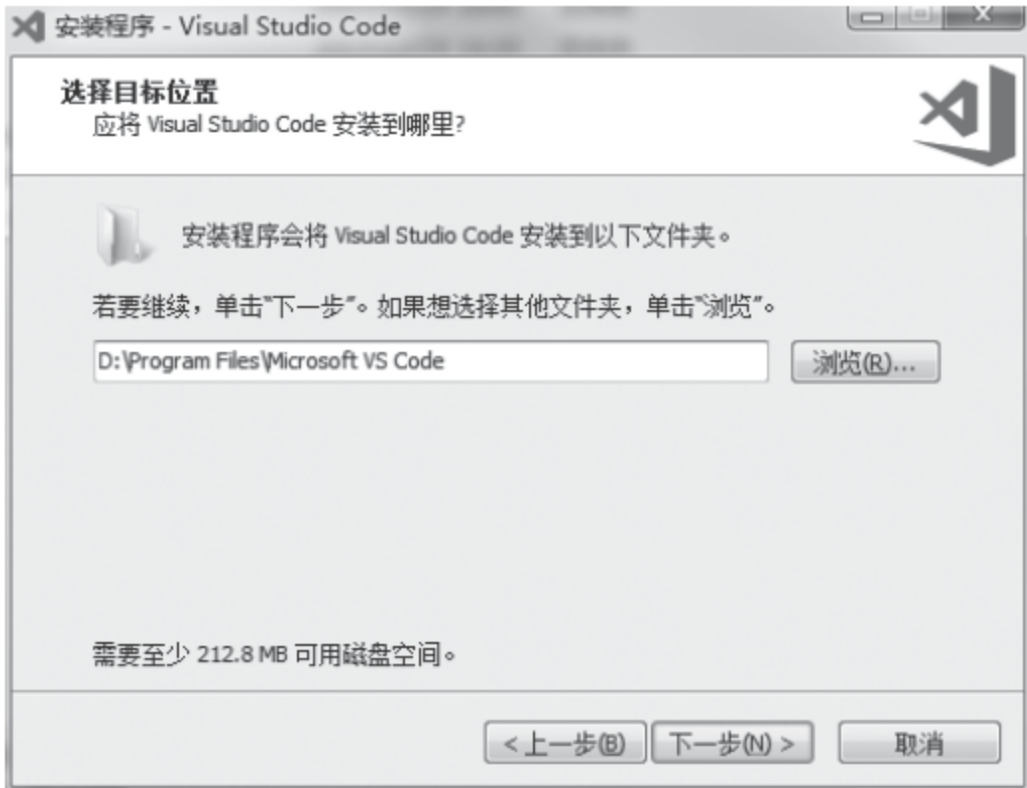 安装程序 - Visual Studio Code
选择目标位置
应将 Visual Studio Code 安装到哪里?
安装程序会将 Visual Studio Code 安装到以下文件夹。
若要继续，单击“下一步”。如果想选择其他文件夹，单击“浏览”。
D:\Program Files\Microsoft VS Code
浏览(R)...
需要至少 212.8 MB 可用磁盘空间。
< 上一步(B) 下一步(N) > 取消